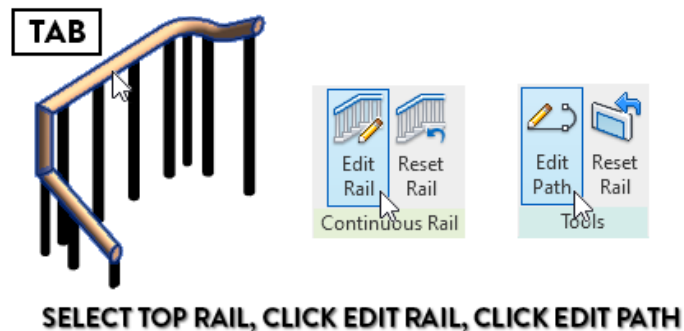 TAB
Edit Rail
Reset Rail
Continuous Rail
Edit Path
Reset Rail
Tools
SELECT TOP RAIL, CLICK EDIT RAIL, CLICK EDIT PATH